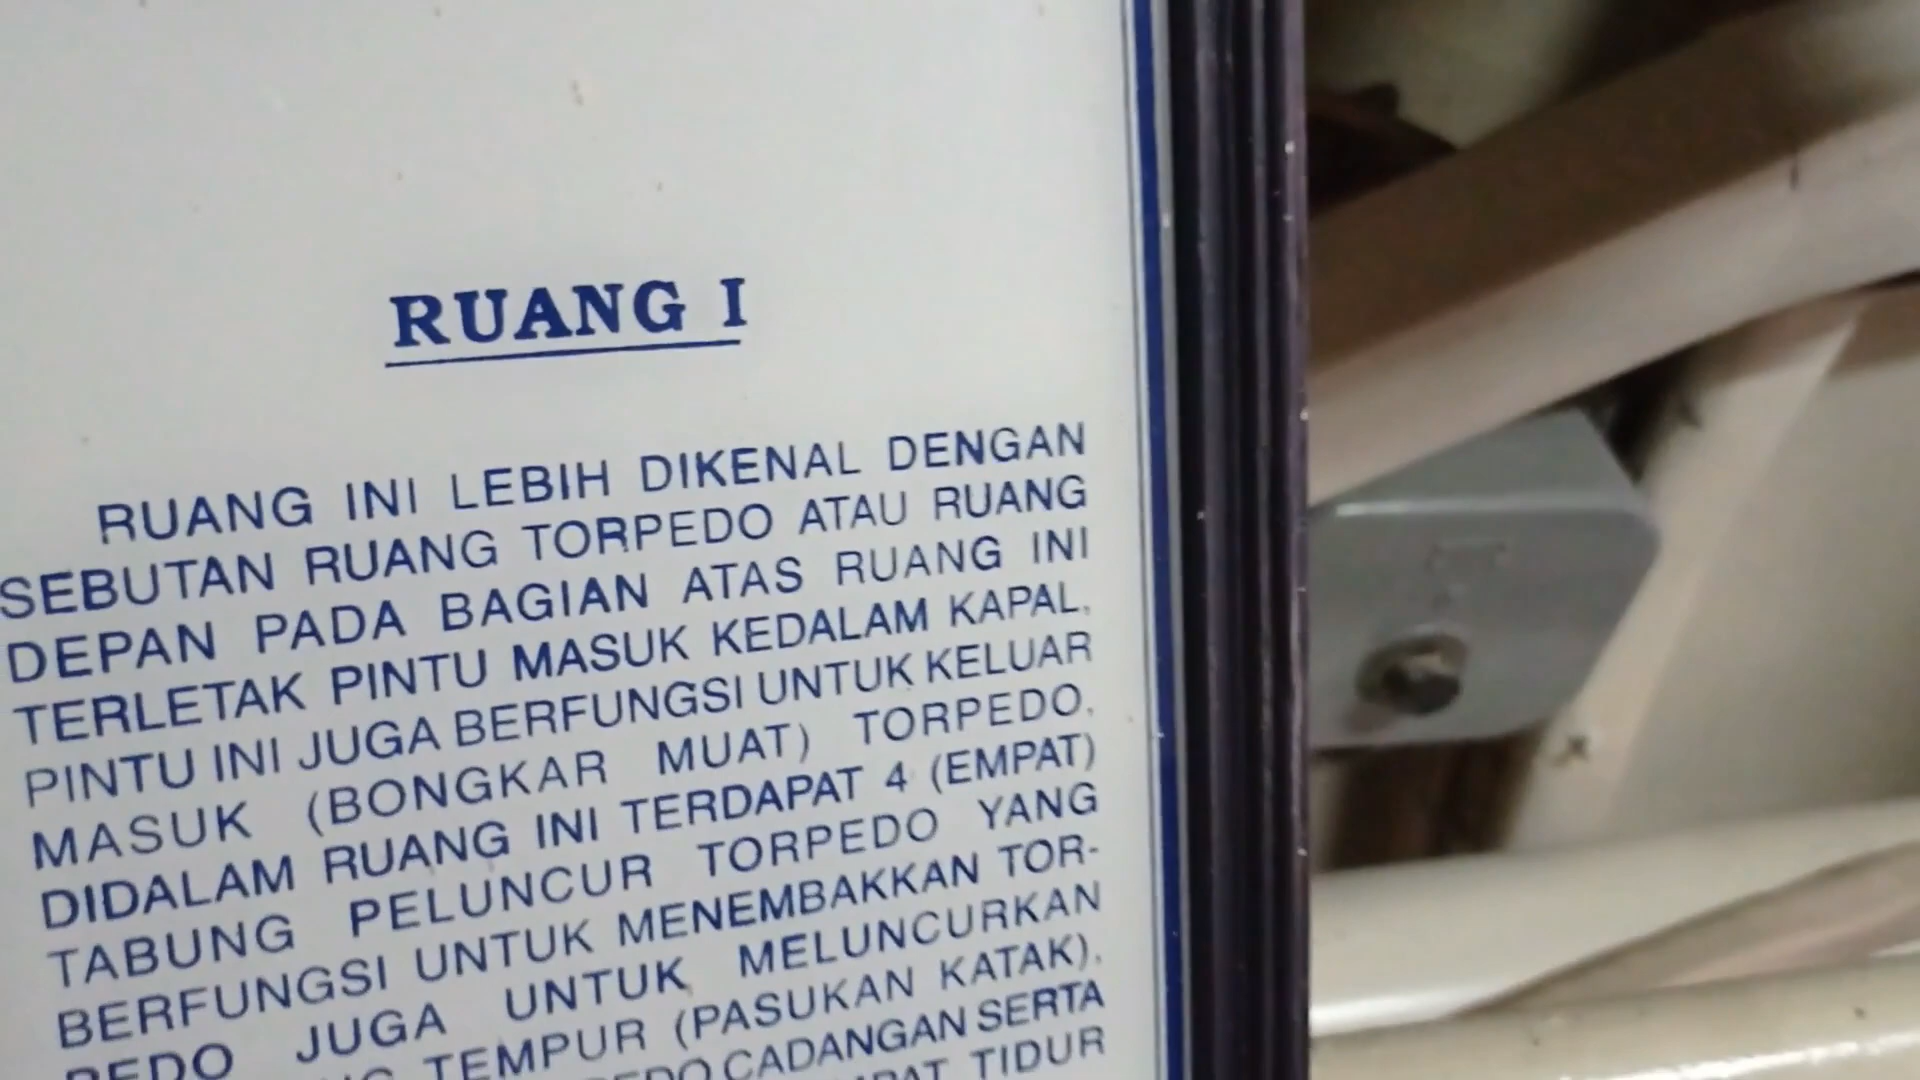 RUANG I
RUANG INI LEBIH DIKENAL DENGAN
SEBUTAN RUANG TORPEDO ATAU RUANG
DEPAN PADA BAGIAN ATAS RUANG INI
TERLETAK PINTU MASUK KEDALAM KAPAL,
PINTU INI JUGA BERFUNGSI UNTUK KELUAR
MASUK (BONGKAR MUAT) TORPEDO.
DIDALAM RUANG INI TERDAPAT 4 (EMPAT)
TABUNG PELUNCUR TORPEDO YANG
BERFUNGSI UNTUK MENEMBAKKAN TOR-
PEDO JUGA UNTUK MELUNCURKAN
TEMPUR (PASUKAN KATAK).
CADANGAN SERTA
TIDUR